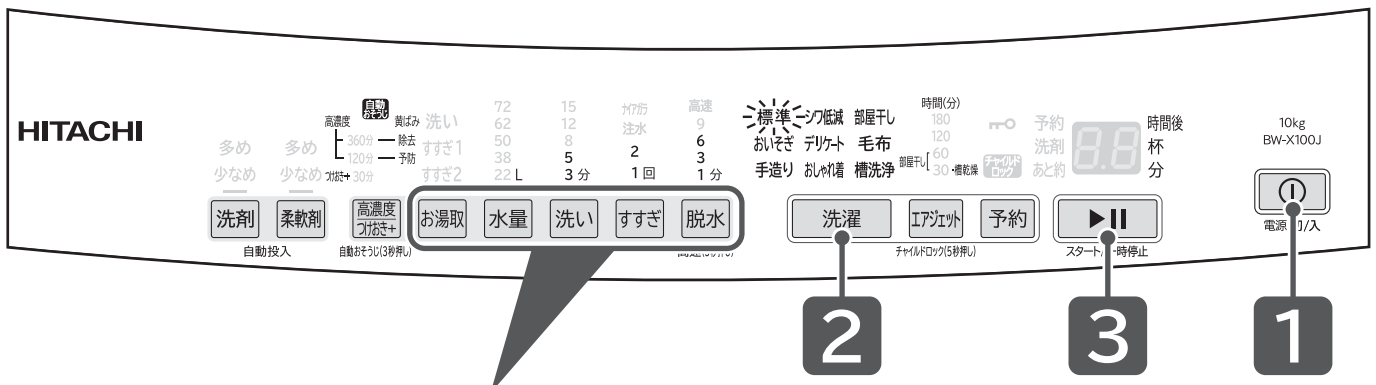 HITACHI
多め
少なめ
洗剤
多め
少なめ
柔軟剤
自動投入
自動
おそうじ
高濃度
黄ばみ
360分
除去
120分
予防
つけおき+ 30分
高濃度
つけおき+
自動おそうじ(3秒押し)
洗い
すすぎ1
すすぎ2
お湯取
72
62
50
38
22 L
水量
15
12
8
5
3 分
洗い
ナイアガラ
注水
2
1 回
すすぎ
高速
9
6
3
1 分
脱水
標準 シワ低減 部屋干し
おいそぎ デリケート 毛布
手造り おしゃれ着 槽洗浄
洗濯
時間(分)
180
120
部屋干し 60
30 ・槽乾燥
エアジェット
チャイルド
ロック
チャイルドロック(5秒押し)
予約
洗剤
あと約
8.8
時間後
杯
分
予約
スタート/一時停止
10kg
BW-X100J
電源 切/入
2
3
1